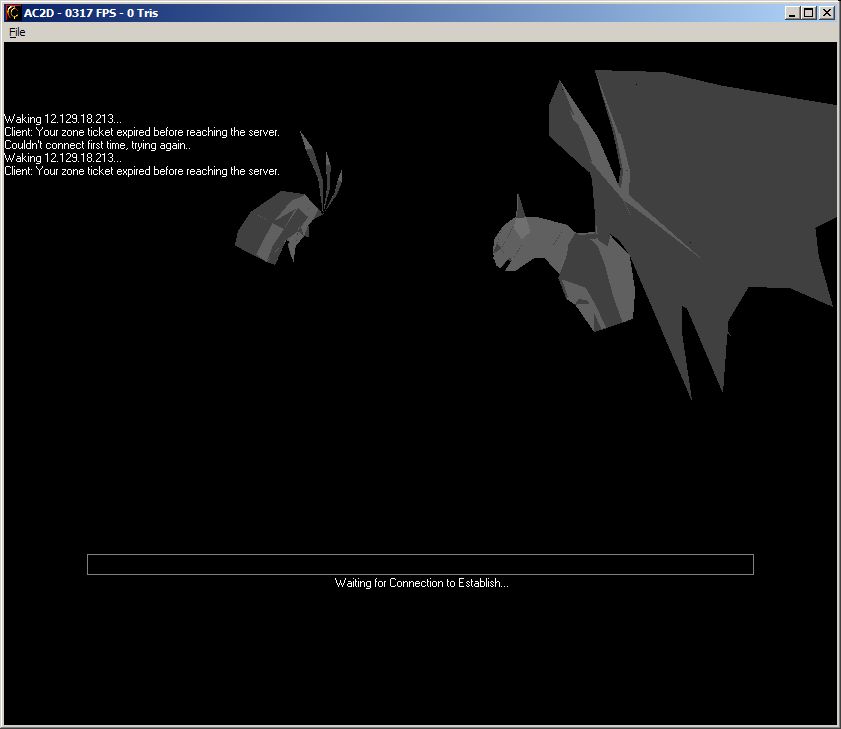 AC2D - 0317 FPS - 0 Tris
File
Waking 12.129.18.213...
Client: Your zone ticket expired before reaching the server.
Couldn't connect first time, trying again..
Waking 12.129.18.213...
Client: Your zone ticket expired before reaching the server.
Waiting for Connection to Establish...